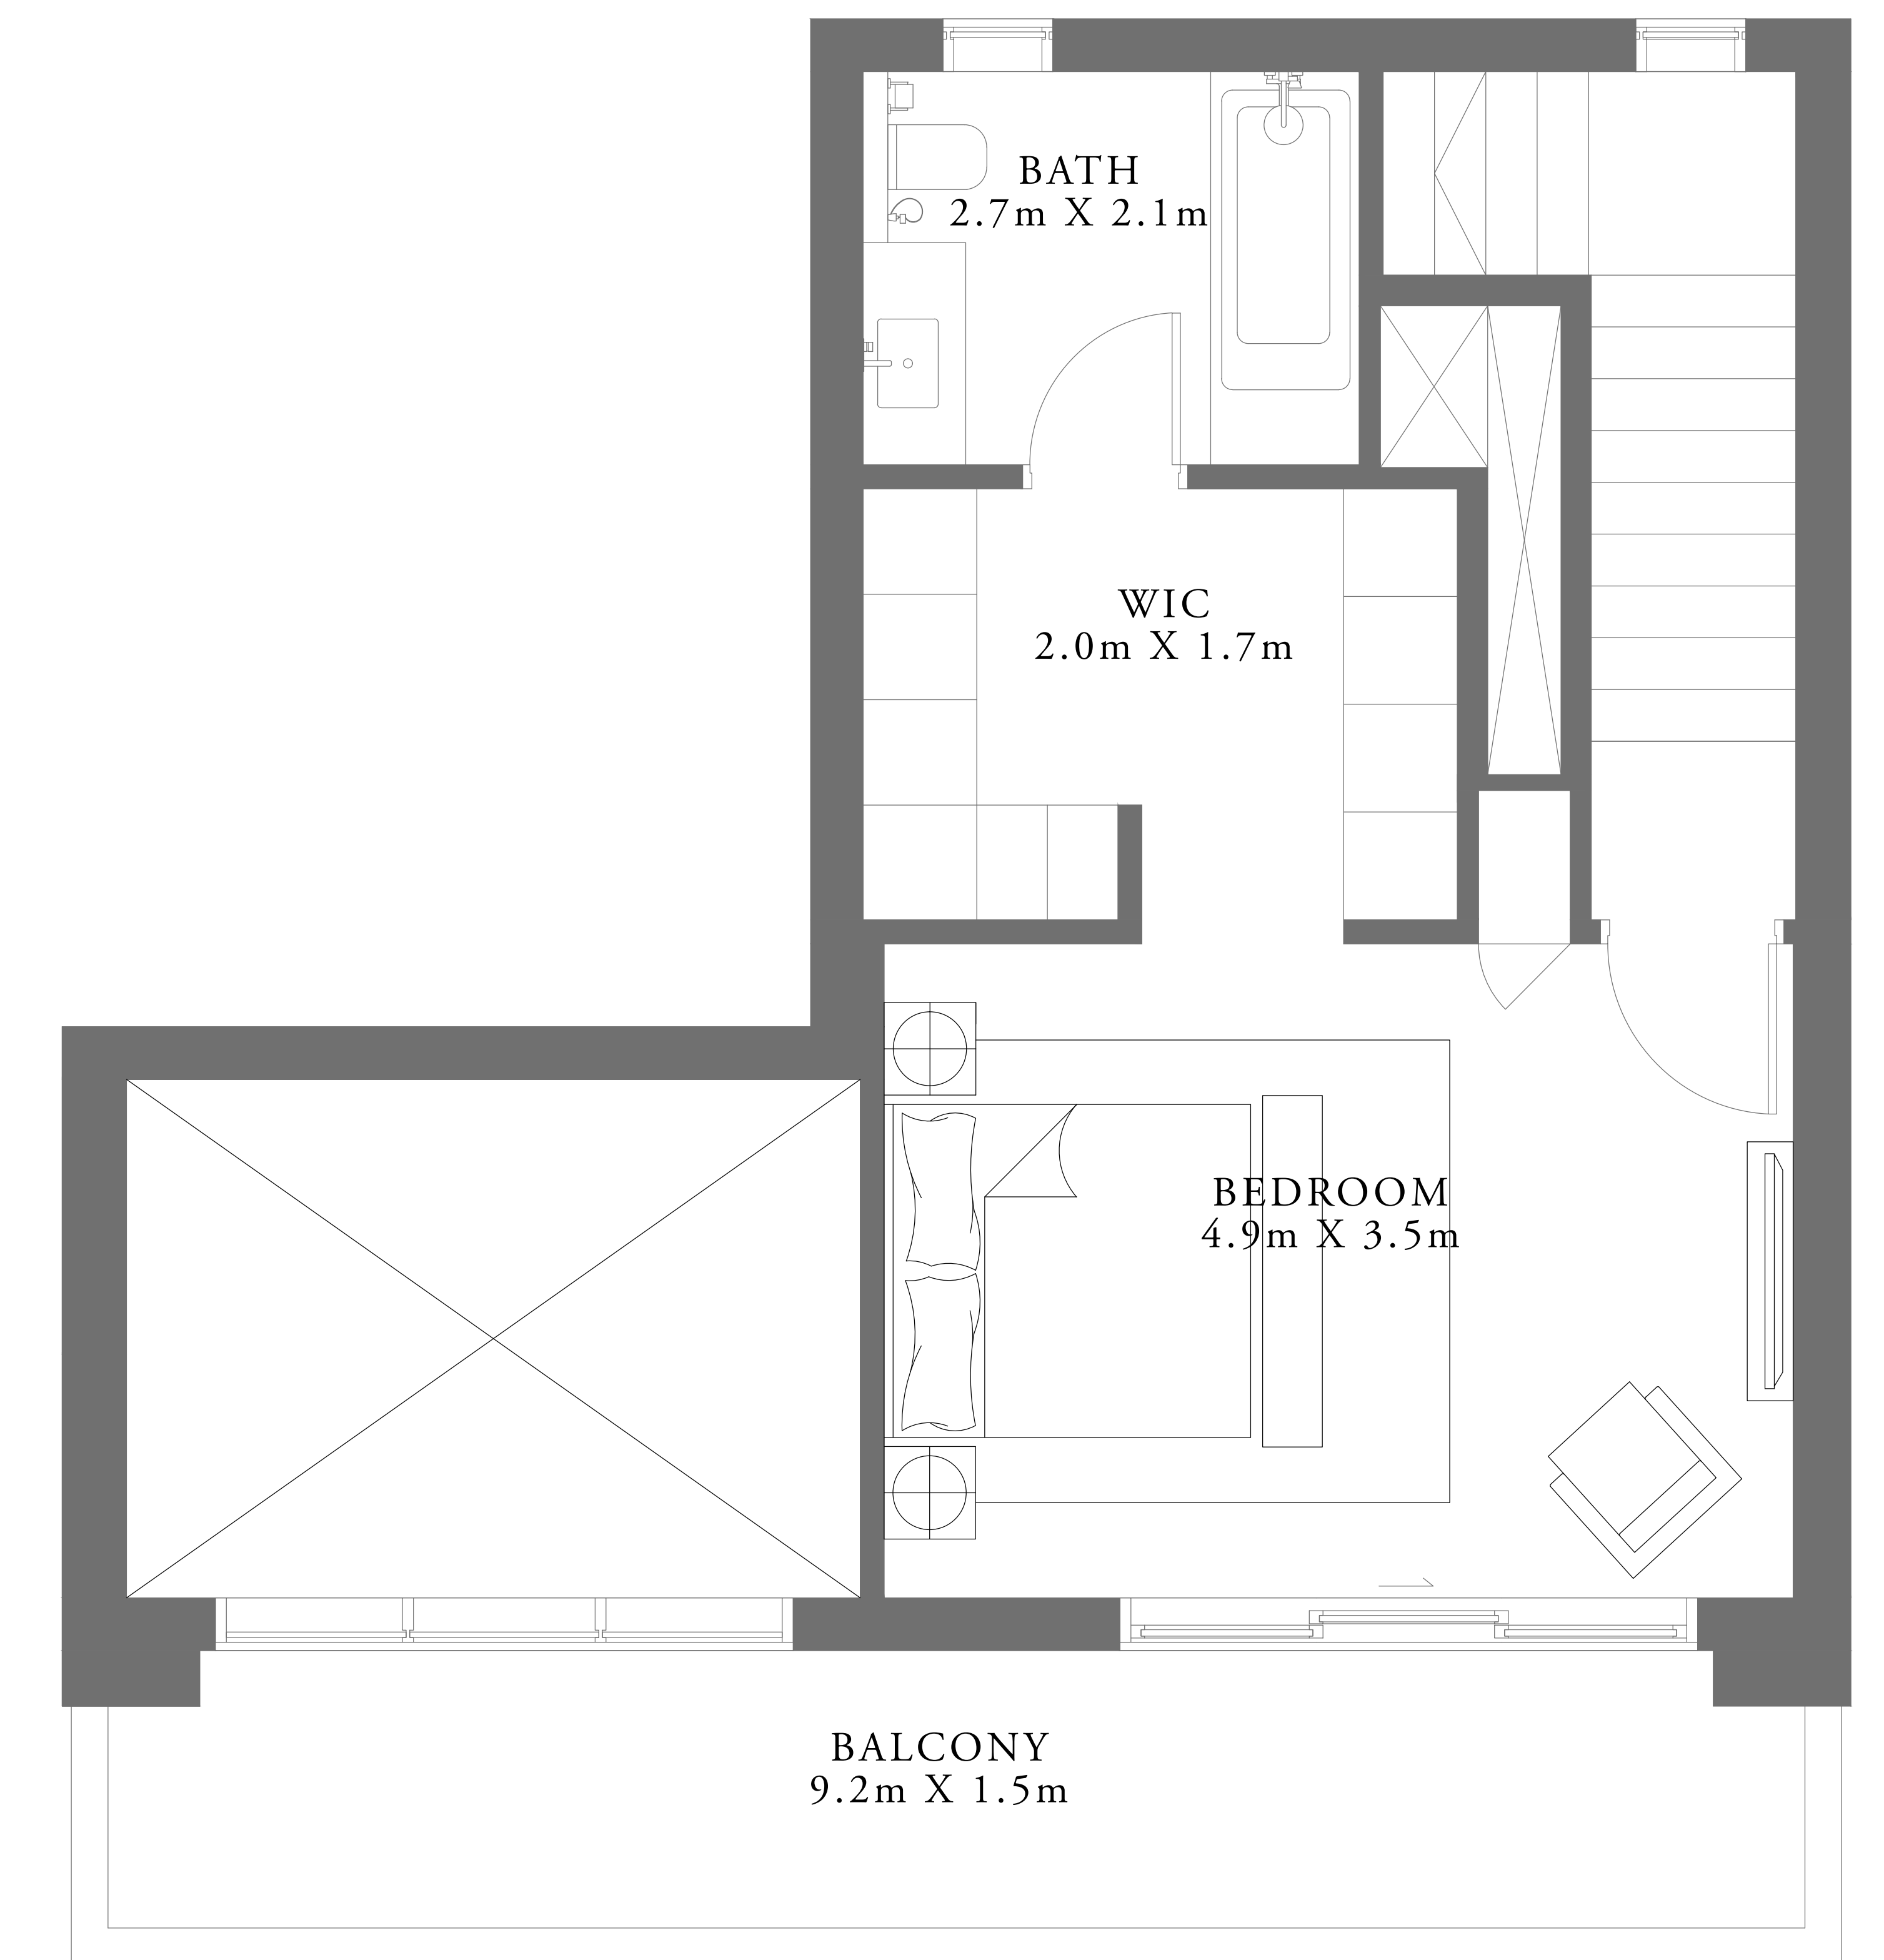 BATH
2.7m X 2.1m
WIC
2.0m X 1.7m
BEDROOM
4.9m X 3.5m
BALCONY
9.2m X 1.5m